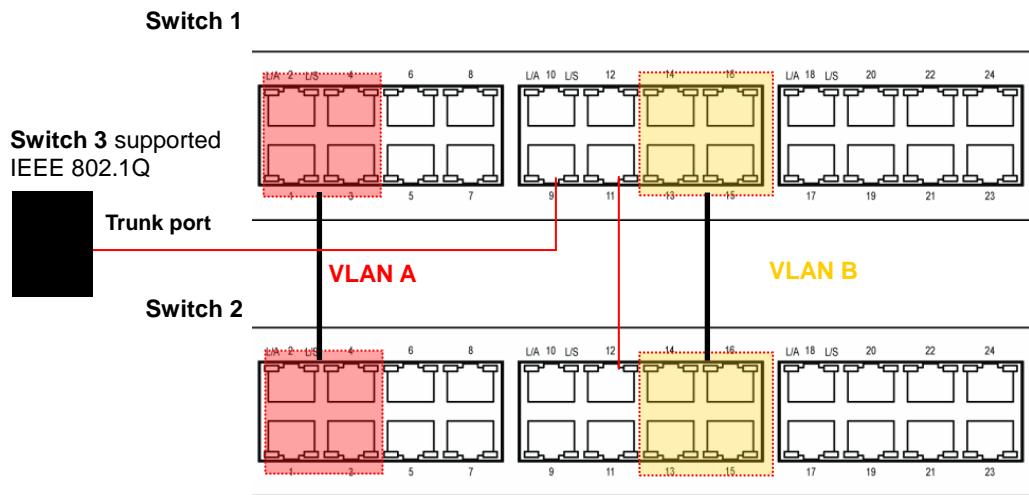 Switch 1
L/A 2 L/S 4 6 8 L/A 10 L/S 12 14 16 L/A 18 L/S 20 22 24
1 3 5 7 9 11 13 15 17 19 21 23
Switch 3 supported
IEEE 802.1Q
Trunk port
VLAN A
VLAN B
Switch 2
L/A 2 L/S 4 6 8 L/A 10 L/S 12 14 16 L/A 18 L/S 20 22 24
1 3 5 7 9 11 13 15 17 19 21 23